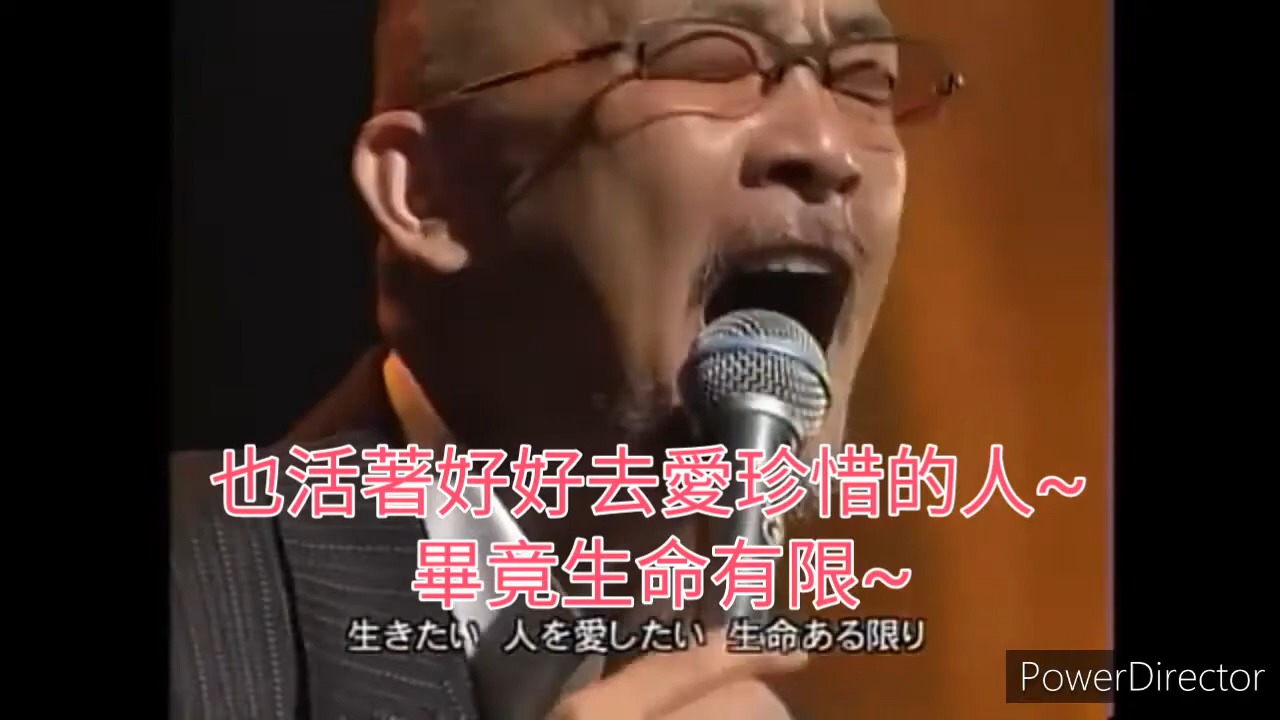 也活著好好去愛珍惜的人~
畢竟生命有限~
生きたい 人を愛したい 生命ある限り
PowerDirector